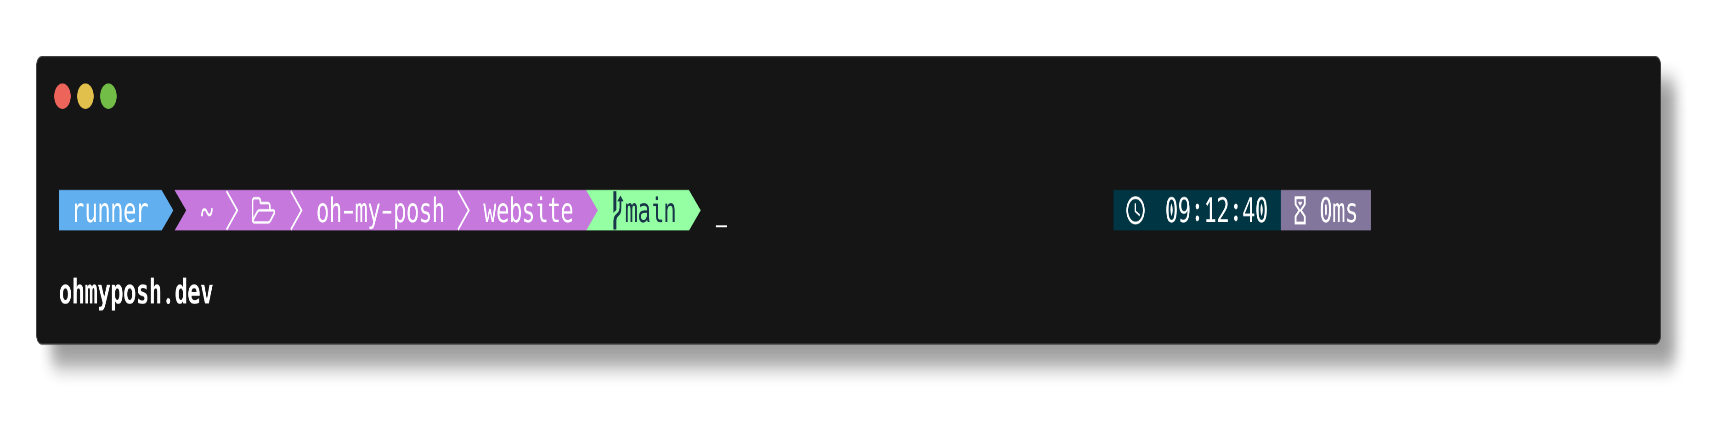 runner ~ oh-my-posh website main _ 09:12:40 0ms
ohmyposh.dev